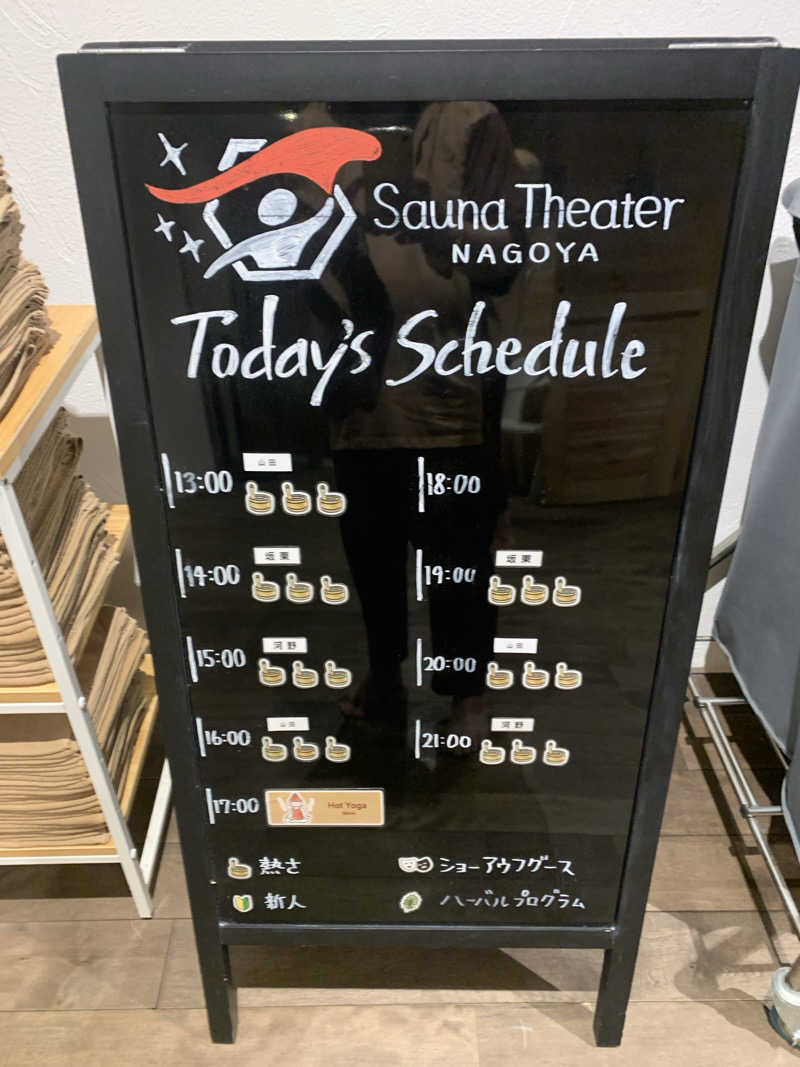 Sauna Theater
NAGOYA
Today's Schedule
13:00 山田
14:00 坂東
15:00 河野
16:00 山田
17:00 Hot Yoga
18:00
19:00 坂東
20:00 山田
21:00 河野
熱さ
新人
ショーアウフグース
ハーバルプログラム